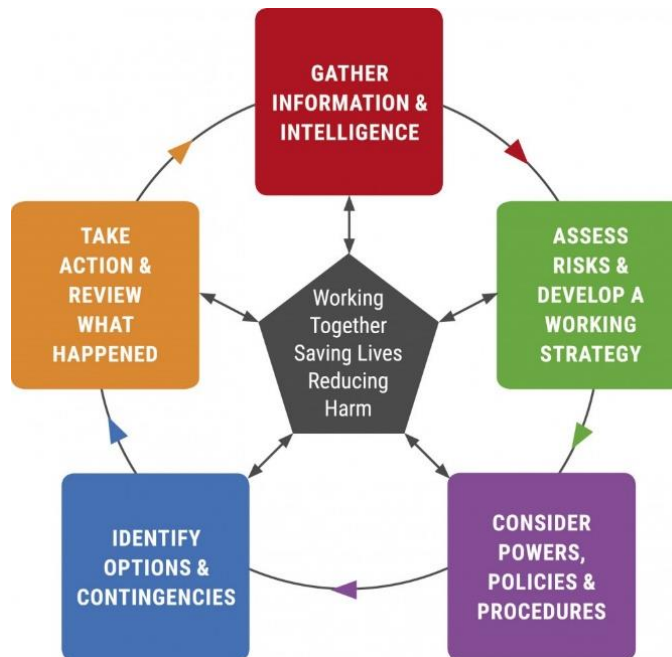 GATHER
INFORMATION &
INTELLIGENCE
ASSESS
RISKS &
DEVELOP A
WORKING
STRATEGY
CONSIDER
POWERS,
POLICIES &
PROCEDURES
IDENTIFY
OPTIONS &
CONTINGENCIES
TAKE
ACTION &
REVIEW
WHAT
HAPPENED
Working
Together
Saving Lives
Reducing
Harm